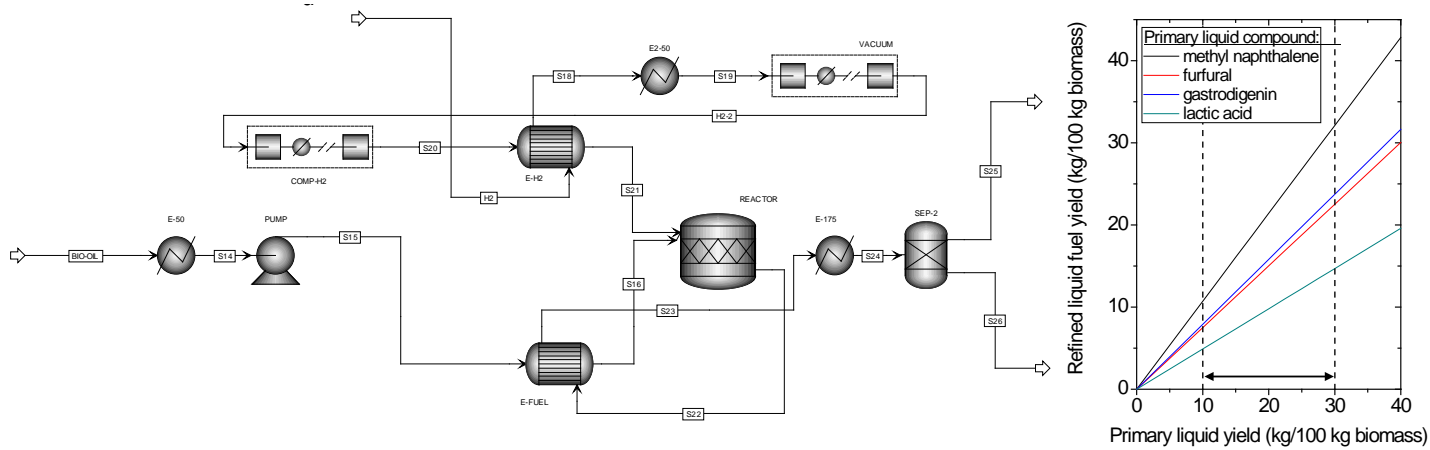 VACUUM
E2-50
S18
S19
H2-2
COMP-H2
S20
E-H2
H2
S21
S25
REACTOR
E-50
PUMP
E-175
SEP-2
BIO-OIL
S14
S15
S16
S24
S23
S26
E-FUEL
S22
Primary liquid compound:
methyl naphthalene
furfural
gastrodigenin
lactic acid
Refined liquid fuel yield (kg/100 kg biomass)
40
30
20
10
0
0 10 20 30 40
Primary liquid yield (kg/100 kg biomass)